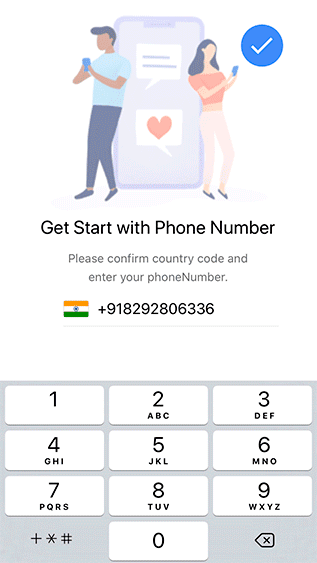 Get Start with Phone Number
Please confirm country code and
enter your phoneNumber.
+918292806336
1 2 3
ABC DEF
4 5 6
GHI JKL MNO
7 8 9
PQRS TUV WXYZ
+*# 0